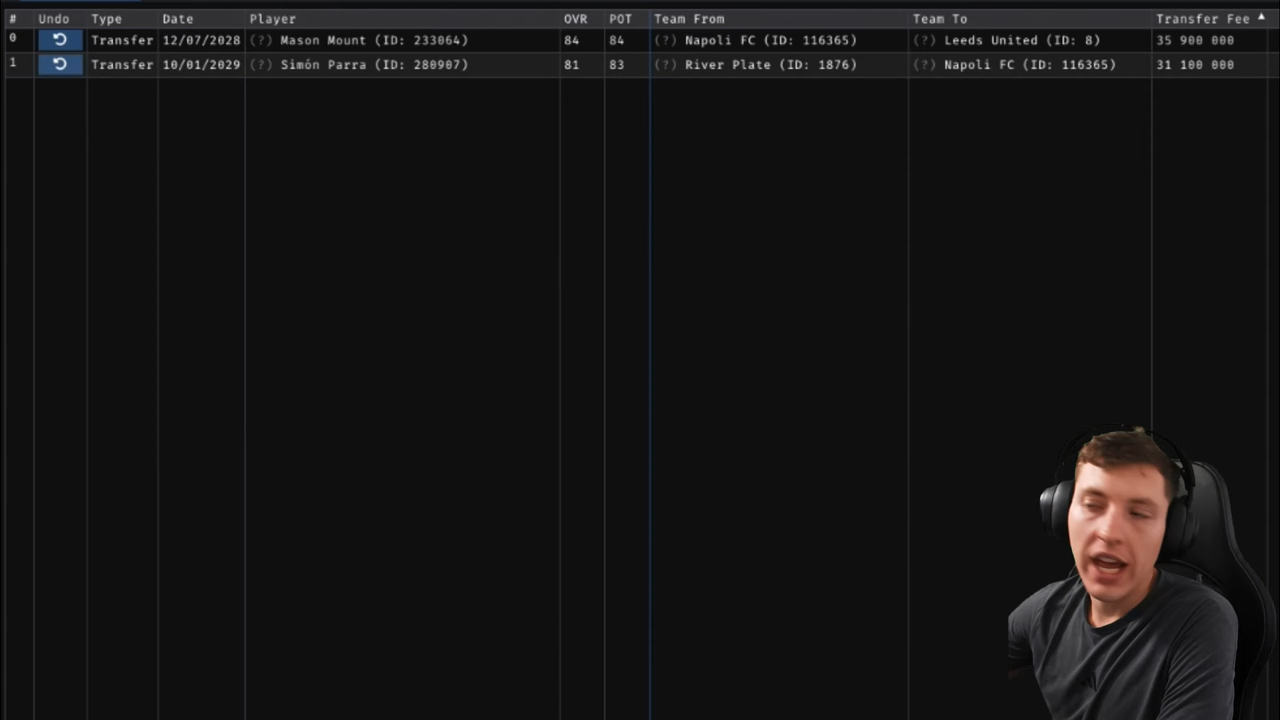 # Undo Type Date Player OVR POT Team From Team To Transfer Fee ▲
0 Transfer 12/07/2028 (?) Mason Mount (ID: 233064) 84 84 (?) Napoli FC (ID: 116365) (?) Leeds United (ID: 8) 35 900 000
1 Transfer 10/01/2029 (?) Simón Parra (ID: 280907) 81 83 (?) River Plate (ID: 1876) (?) Napoli FC (ID: 116365) 31 100 000